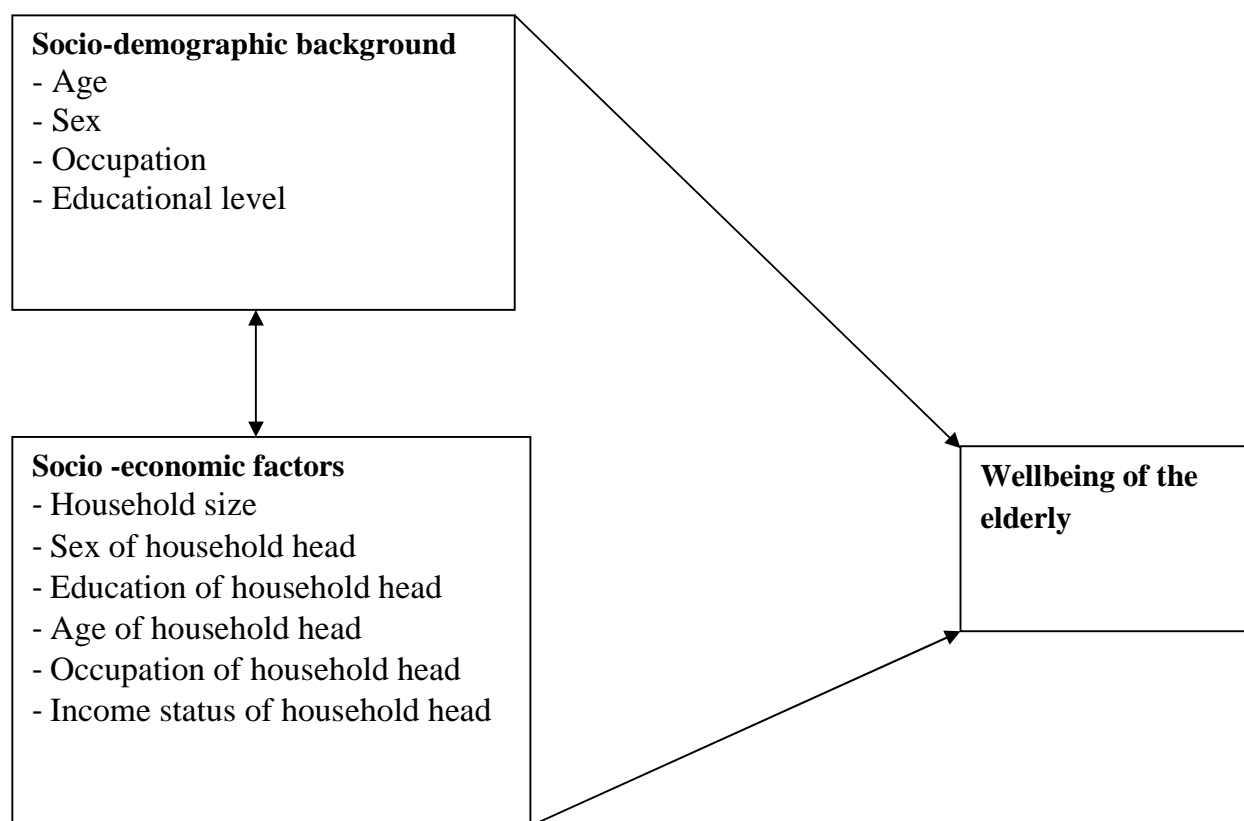 Socio-demographic background
- Age
- Sex
- Occupation
- Educational level
Socio -economic factors
- Household size
- Sex of household head
- Education of household head
- Age of household head
- Occupation of household head
- Income status of household head
Wellbeing of the
elderly